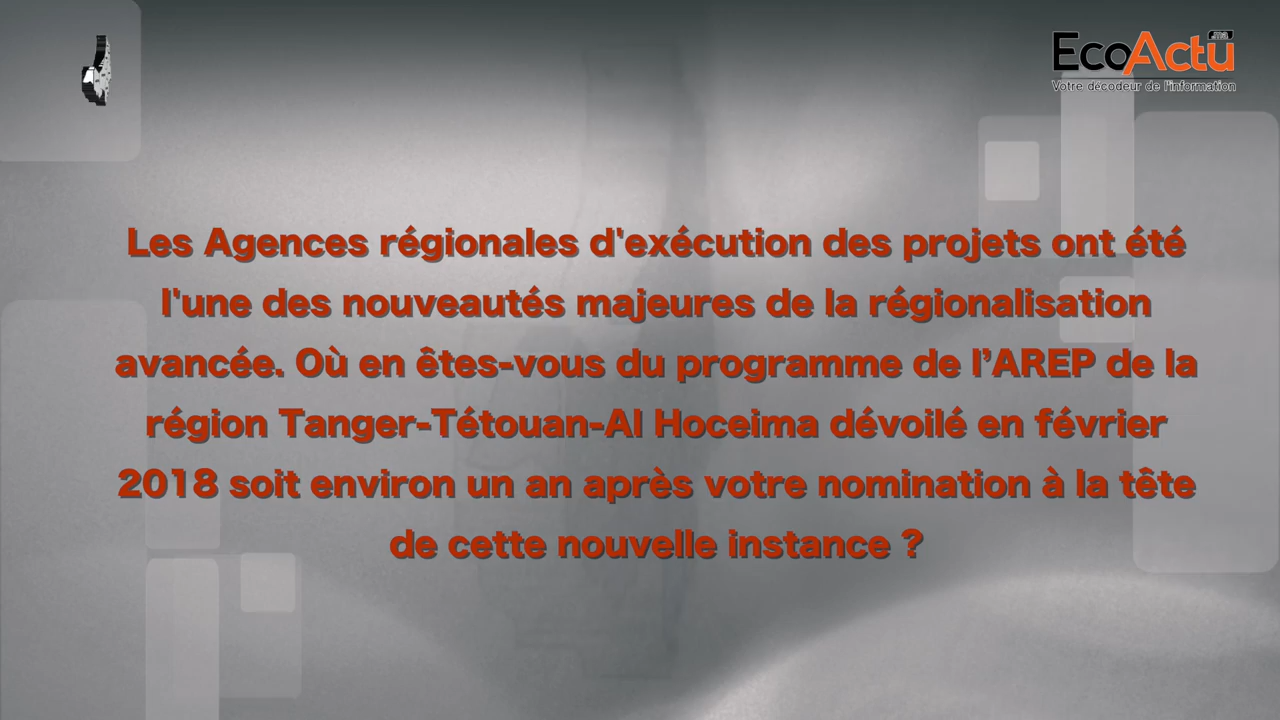 EcoActu
.ma
Votre décodeur de l'information
Les Agences régionales d'exécution des projets ont été
l'une des nouveautés majeures de la régionalisation
avancée. Où en êtes-vous du programme de l’AREP de la
région Tanger-Tétouan-Al Hoceima dévoilé en février
2018 soit environ un an après votre nomination à la tête
de cette nouvelle instance ?